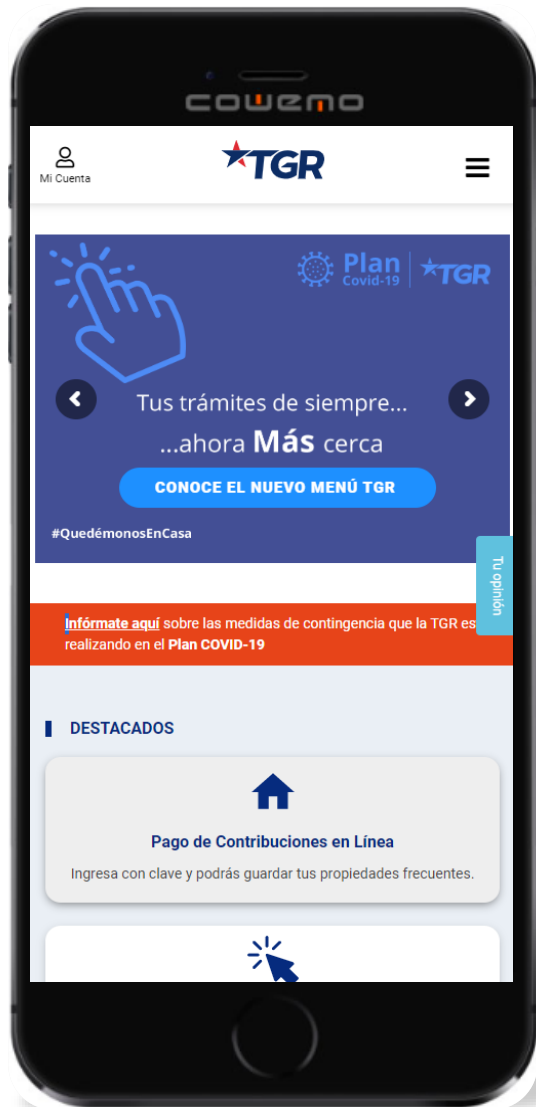 cowemo
Mi Cuenta
TGR
Plan
Covid-19
TGR
Tus trámites de siempre...
...ahora Más cerca
CONOCE EL NUEVO MENÚ TGR
#QuedémonosEnCasa
Tu opinión
Infórmate aquí sobre las medidas de contingencia que la TGR es
realizando en el Plan COVID-19
DESTACADOS
Pago de Contribuciones en Línea
Ingresa con clave y podrás guardar tus propiedades frecuentes.